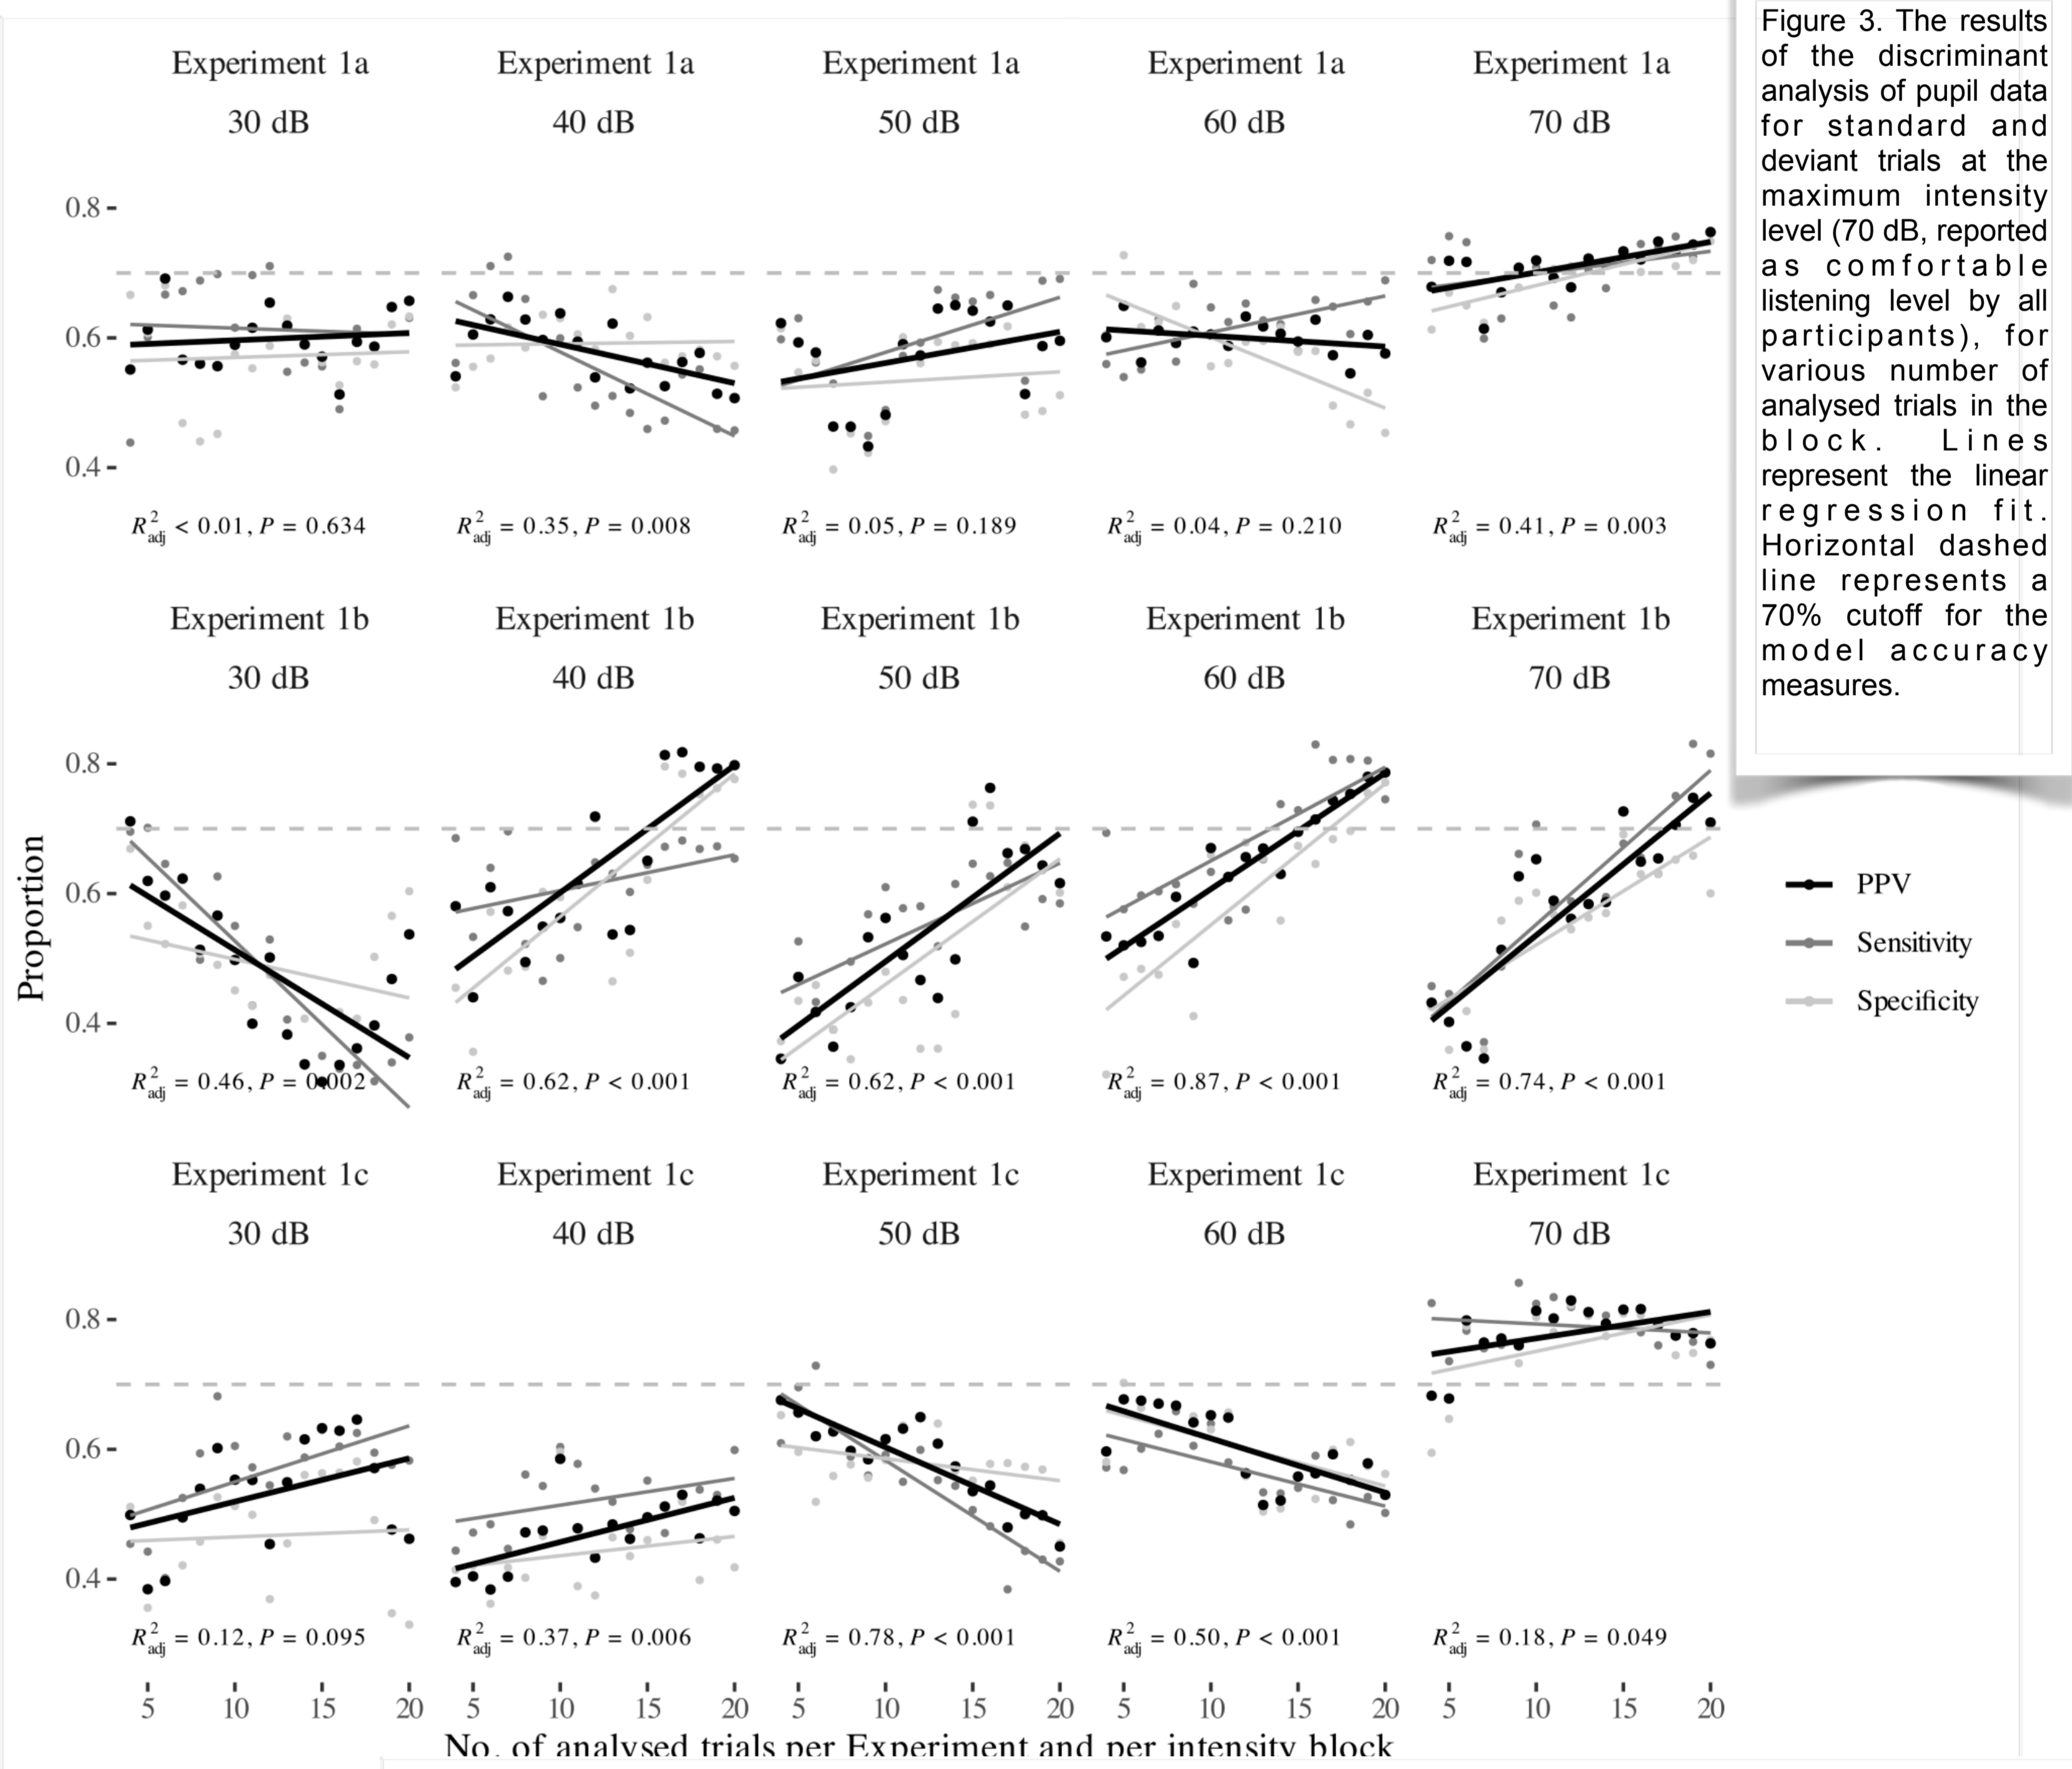 Experiment 1a Experiment 1a Experiment 1a Experiment 1a Experiment 1a
30 dB 40 dB 50 dB 60 dB 70 dB
0.8
0.6
0.4
R²adj < 0.01, P = 0.634 R²adj = 0.35, P = 0.008 R²adj = 0.05, P = 0.189 R²adj = 0.04, P = 0.210 R²adj = 0.41, P = 0.003
Experiment 1b Experiment 1b Experiment 1b Experiment 1b Experiment 1b
30 dB 40 dB 50 dB 60 dB 70 dB
0.8
0.6
0.4
R²adj = 0.46, P = 0.002 R²adj = 0.62, P < 0.001 R²adj = 0.62, P < 0.001 R²adj = 0.87, P < 0.001 R²adj = 0.74, P < 0.001
Experiment 1c Experiment 1c Experiment 1c Experiment 1c Experiment 1c
30 dB 40 dB 50 dB 60 dB 70 dB
0.8
0.6
0.4
R²adj = 0.12, P = 0.095 R²adj = 0.37, P = 0.006 R²adj = 0.78, P < 0.001 R²adj = 0.50, P < 0.001 R²adj = 0.18, P = 0.049
5 10 15 20 5 10 15 20 5 10 15 20 5 10 15 20 5 10 15 20
No. of analysed trials per Experiment and per intensity block
Proportion
PPV
Sensitivity
Specificity
Figure 3. The results
of the discriminant
analysis of pupil data
for standard and
deviant trials at the
maximum intensity
level (70 dB, reported
as comfortable
listening level by all
participants), for
various number of
analysed trials in the
block. Lines
represent the linear
regression fit.
Horizontal dashed
line represents a
70% cutoff for the
model accuracy
measures.